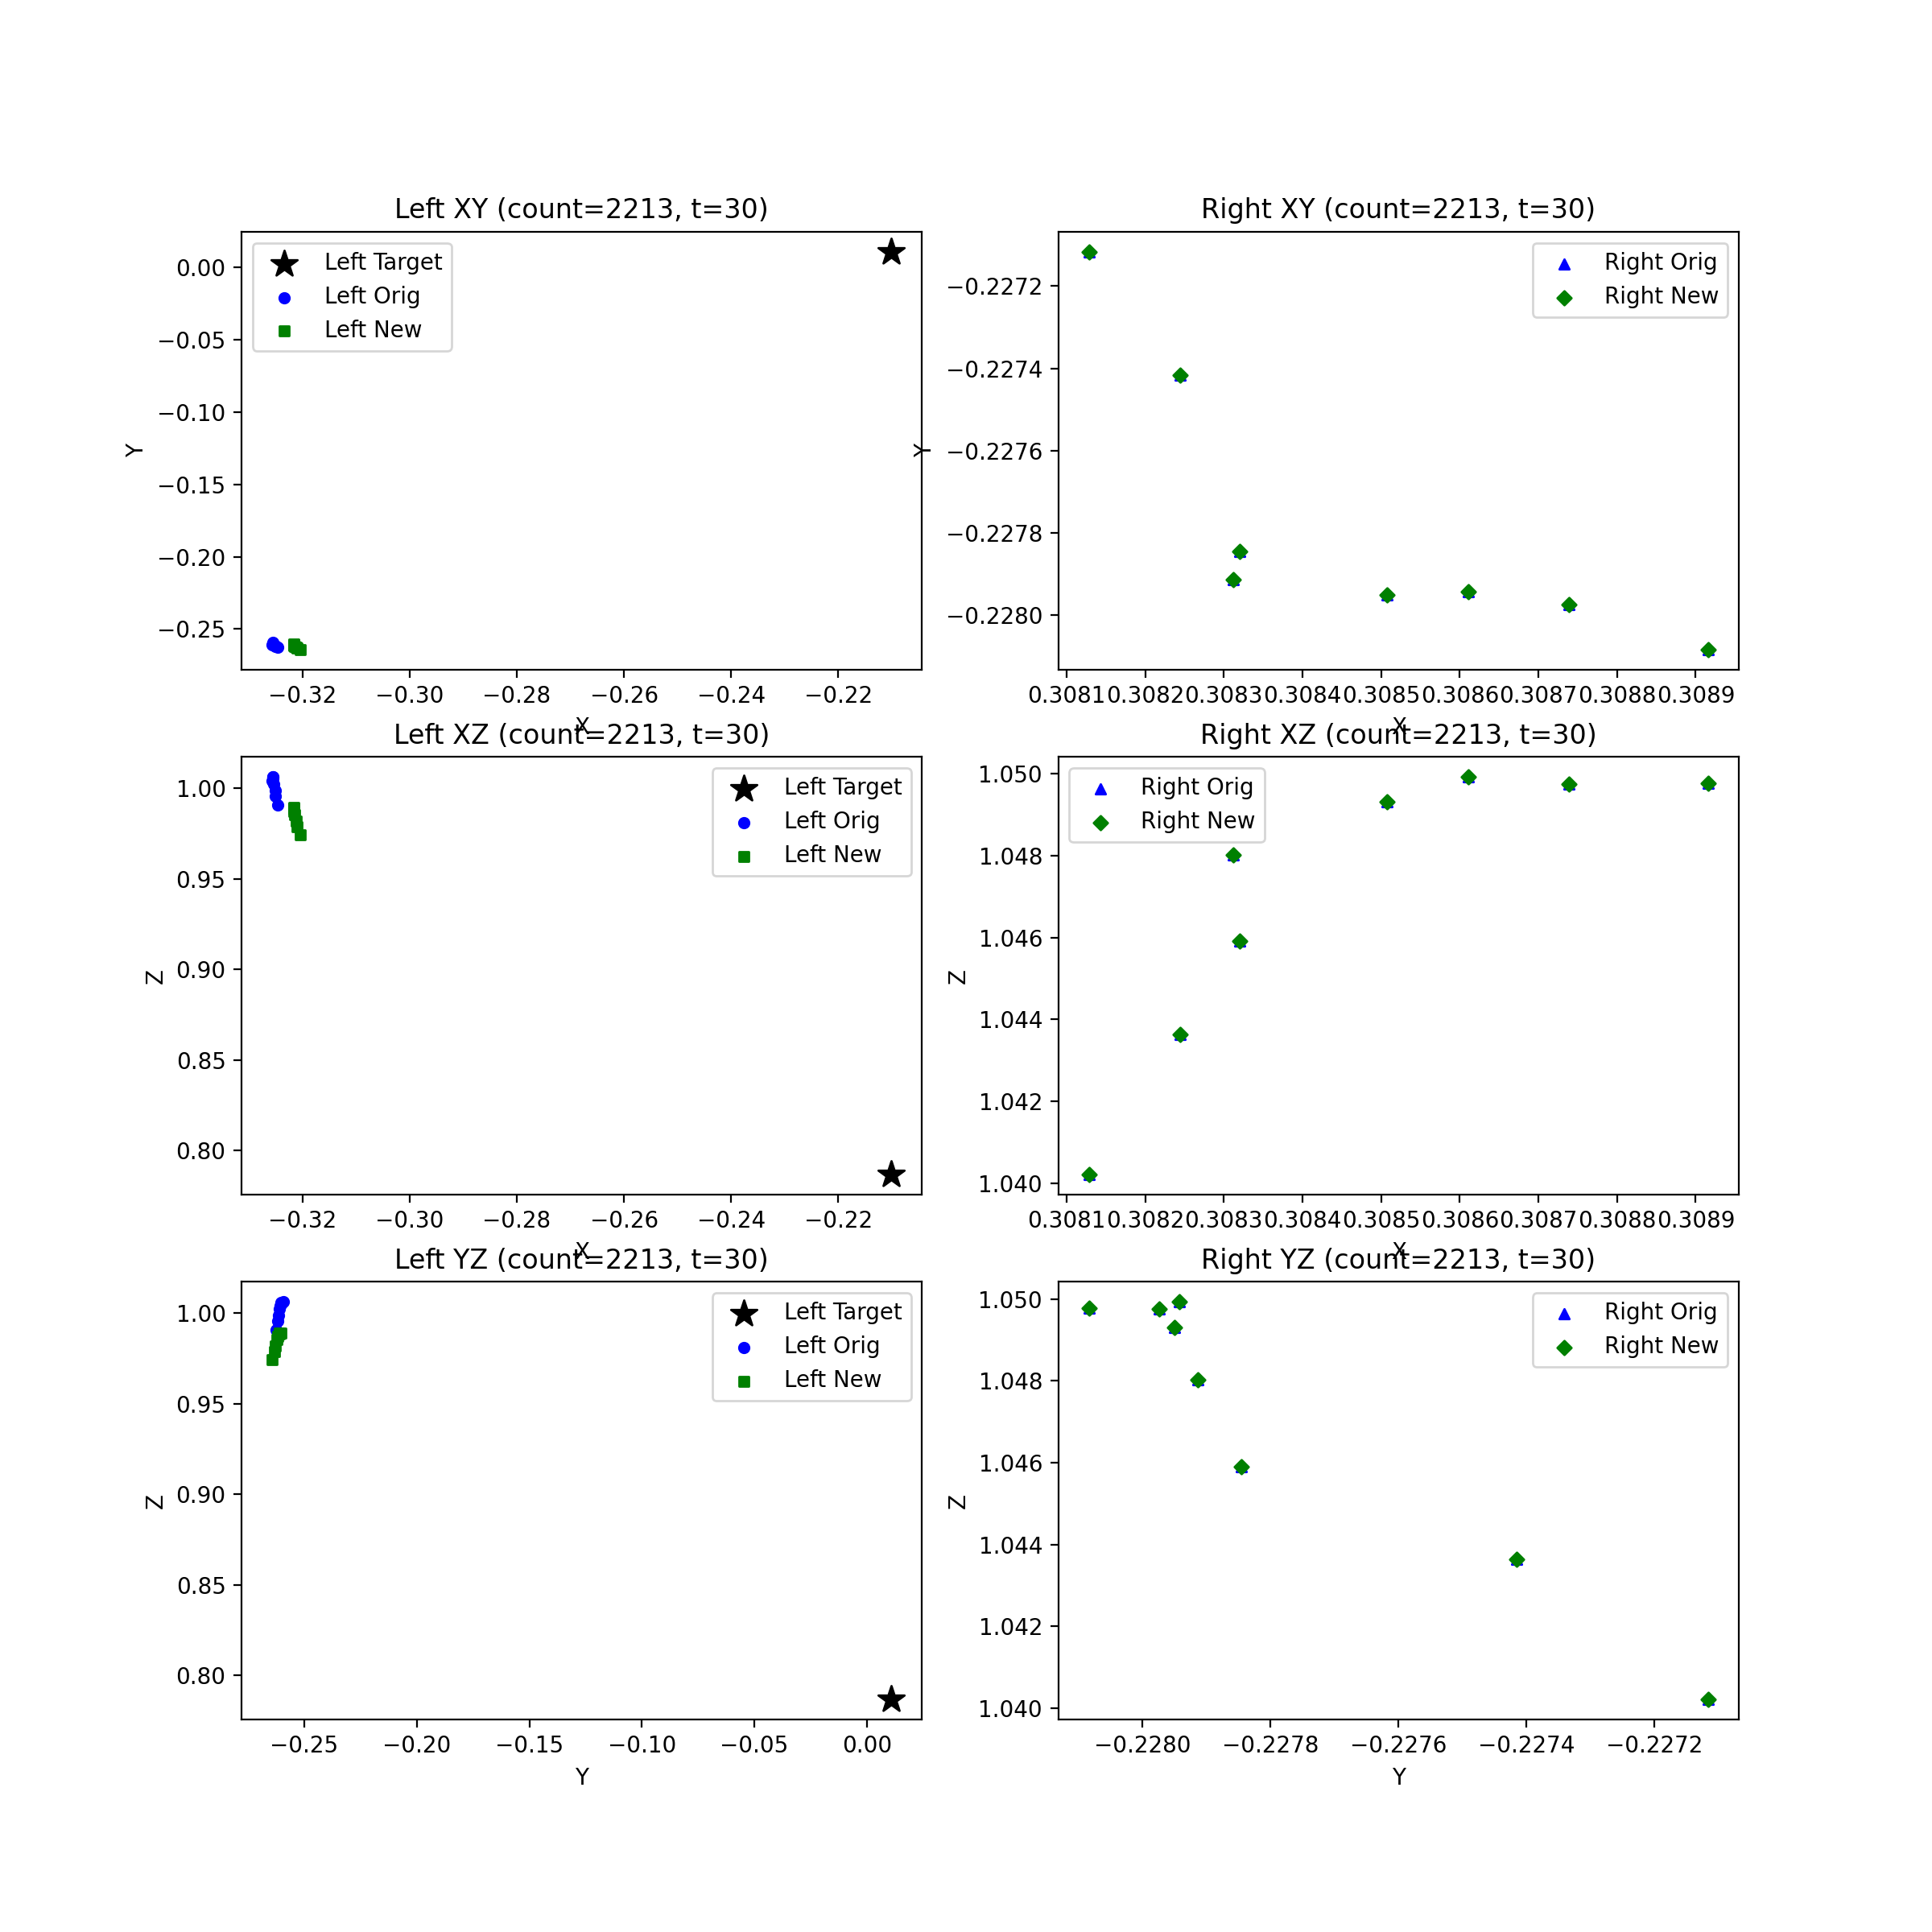 Left XY (count=2213, t=30)
Left Target
Left Orig
Left New
0.00
−0.05
−0.10
−0.15
−0.20
−0.25
Y
−0.32 −0.30 −0.28 −0.26 −0.24 −0.22
X
Right XY (count=2213, t=30)
Right Orig
Right New
−0.2272
−0.2274
−0.2276
−0.2278
−0.2280
Y
0.3081 0.3082 0.3083 0.3084 0.3085 0.3086 0.3087 0.3088 0.3089
X
Left XZ (count=2213, t=30)
Left Target
Left Orig
Left New
1.00
0.95
0.90
0.85
0.80
Z
−0.32 −0.30 −0.28 −0.26 −0.24 −0.22
X
Right XZ (count=2213, t=30)
Right Orig
Right New
1.050
1.048
1.046
1.044
1.042
1.040
Z
0.3081 0.3082 0.3083 0.3084 0.3085 0.3086 0.3087 0.3088 0.3089
X
Left YZ (count=2213, t=30)
Left Target
Left Orig
Left New
1.00
0.95
0.90
0.85
0.80
Z
−0.25 −0.20 −0.15 −0.10 −0.05 0.00
Y
Right YZ (count=2213, t=30)
Right Orig
Right New
1.050
1.048
1.046
1.044
1.042
1.040
Z
−0.2280 −0.2278 −0.2276 −0.2274 −0.2272
Y